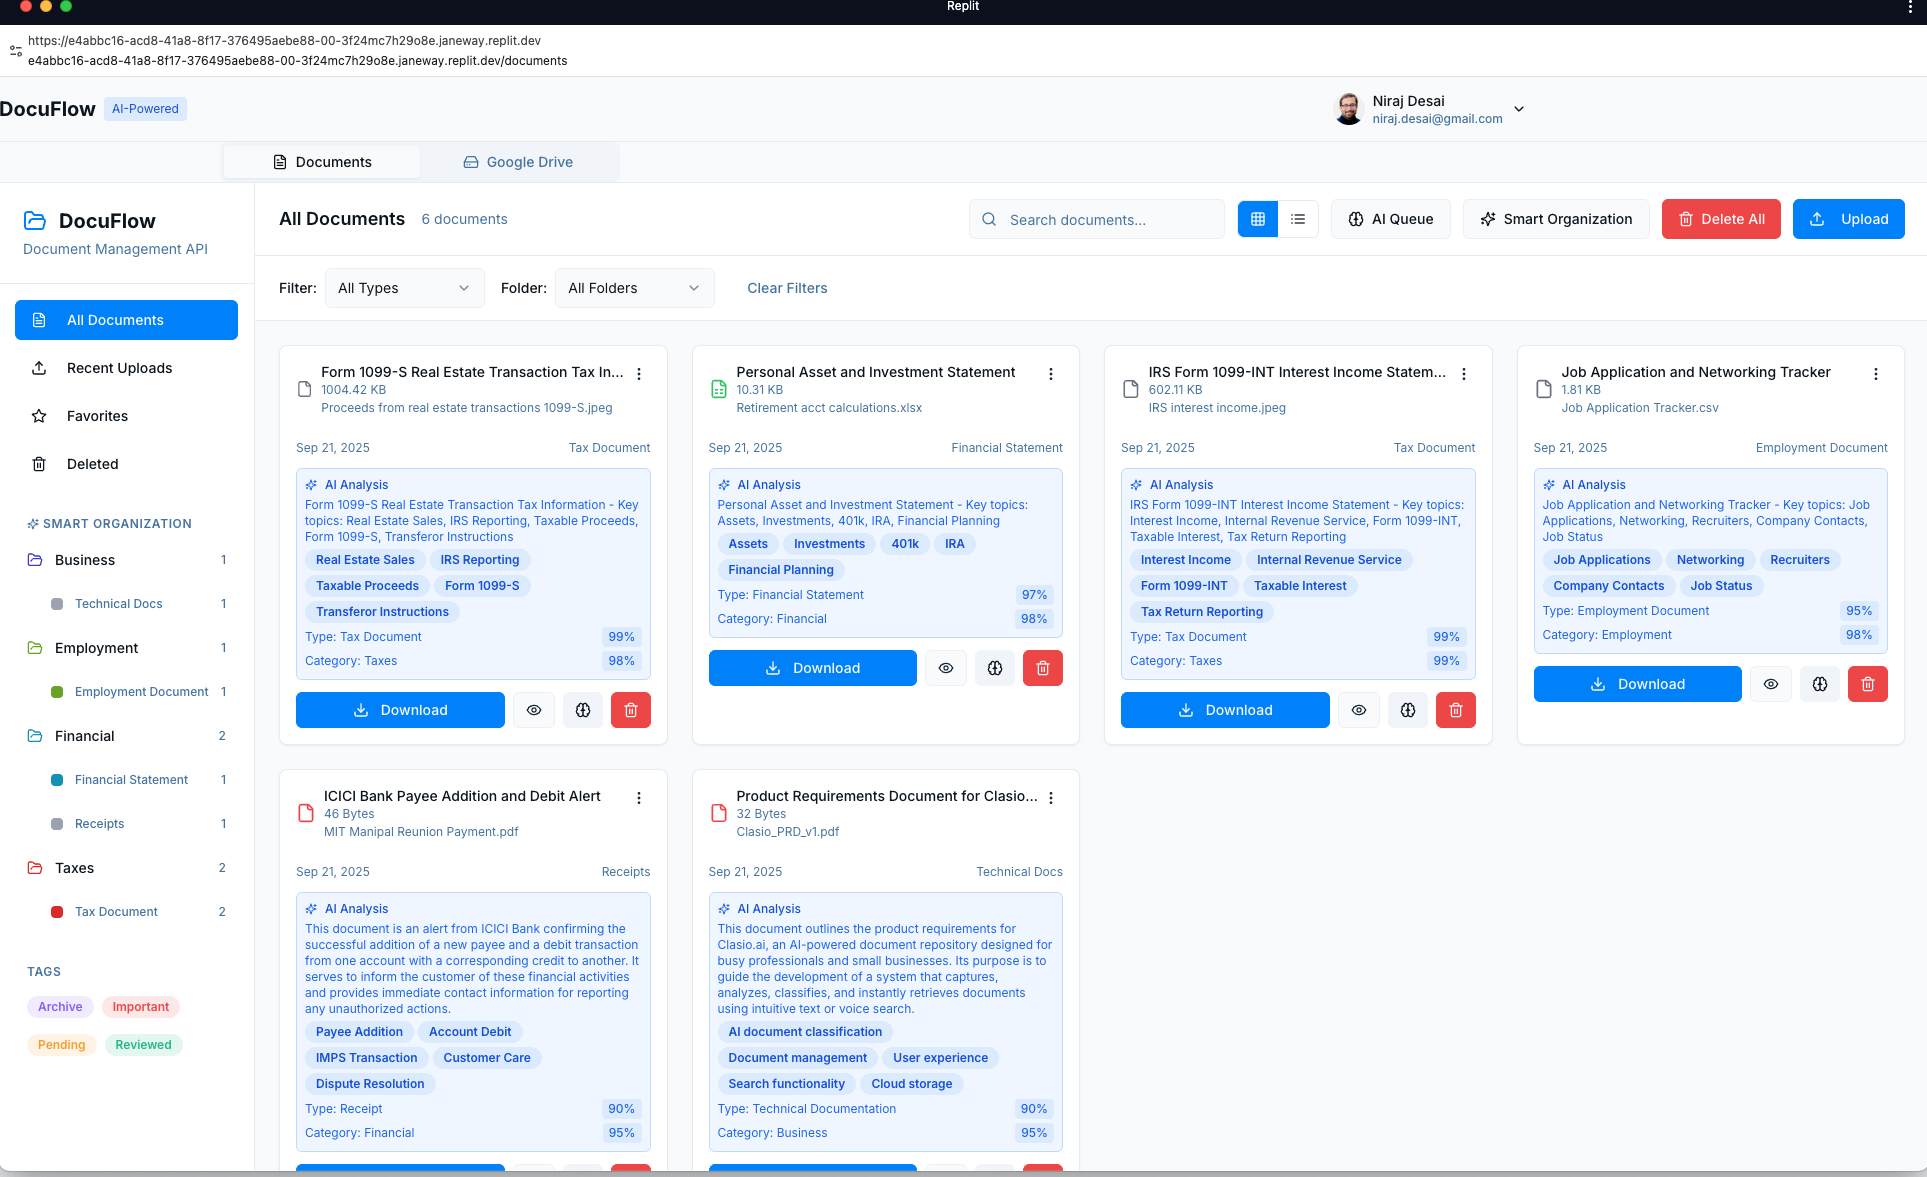 Replit
https://e4abbc16-acd8-41a8-8f17-376495aebe88-00-3f24mc7h29o8e.janeway.replit.dev
e4abbc16-acd8-41a8-8f17-376495aebe88-00-3f24mc7h29o8e.janeway.replit.dev/documents
DocuFlow AI-Powered
Niraj Desai
niraj.desai@gmail.com
Documents Google Drive
DocuFlow
Document Management API
All Documents
Recent Uploads
Favorites
Deleted
SMART ORGANIZATION
Business 1
Technical Docs 1
Employment 1
Employment Document 1
Financial 2
Financial Statement 1
Receipts 1
Taxes 2
Tax Document 2
TAGS
Archive Important
Pending Reviewed
All Documents 6 documents Search documents... AI Queue Smart Organization Delete All Upload
Filter: All Types Folder: All Folders Clear Filters
Form 1099-S Real Estate Transaction Tax In...
1004.42 KB
Proceeds from real estate transactions 1099-S.jpeg
Sep 21, 2025 Tax Document
AI Analysis
Form 1099-S Real Estate Transaction Tax Information - Key
topics: Real Estate Sales, IRS Reporting, Taxable Proceeds,
Form 1099-S, Transferor Instructions
Real Estate Sales IRS Reporting
Taxable Proceeds Form 1099-S
Transferor Instructions
Type: Tax Document 99%
Category: Taxes 98%
Download
Personal Asset and Investment Statement
10.31 KB
Retirement acct calculations.xlsx
Sep 21, 2025 Financial Statement
AI Analysis
Personal Asset and Investment Statement - Key topics:
Assets, Investments, 401k, IRA, Financial Planning
Assets Investments 401k IRA
Financial Planning
Type: Financial Statement 97%
Category: Financial 98%
Download
IRS Form 1099-INT Interest Income Statem...
602.11 KB
IRS interest income.jpeg
Sep 21, 2025 Tax Document
AI Analysis
IRS Form 1099-INT Interest Income Statement - Key topics:
Interest Income, Internal Revenue Service, Form 1099-INT,
Taxable Interest, Tax Return Reporting
Interest Income Internal Revenue Service
Form 1099-INT Taxable Interest
Tax Return Reporting
Type: Tax Document 99%
Category: Taxes 99%
Download
Job Application and Networking Tracker
1.81 KB
Job Application Tracker.csv
Sep 21, 2025 Employment Document
AI Analysis
Job Application and Networking Tracker - Key topics: Job
Applications, Networking, Recruiters, Company Contacts,
Job Status
Job Applications Networking Recruiters
Company Contacts Job Status
Type: Employment Document 95%
Category: Employment 98%
Download
ICICI Bank Payee Addition and Debit Alert
46 Bytes
MIT Manipal Reunion Payment.pdf
Sep 21, 2025 Receipts
AI Analysis
This document is an alert from ICICI Bank confirming the
successful addition of a new payee and a debit transaction
from one account with a corresponding credit to another. It
serves to inform the customer of these financial activities
and provides immediate contact information for reporting
any unauthorized actions.
Payee Addition Account Debit
IMPS Transaction Customer Care
Dispute Resolution
Type: Receipt 90%
Category: Financial 95%
Product Requirements Document for Clasio...
32 Bytes
Clasio_PRD_v1.pdf
Sep 21, 2025 Technical Docs
AI Analysis
This document outlines the product requirements for
Clasio.ai, an AI-powered document repository designed for
busy professionals and small businesses. Its purpose is to
guide the development of a system that captures,
analyzes, classifies, and instantly retrieves documents
using intuitive text or voice search.
AI document classification
Document management User experience
Search functionality Cloud storage
Type: Technical Documentation 90%
Category: Business 95%